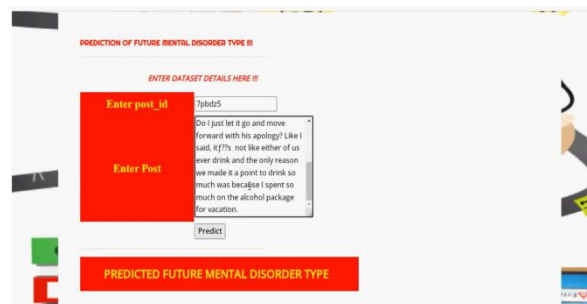 PREDICTION OF FUTURE MENTAL DISORDER TYPE !!!
ENTER DATASET DETAILS HERE !!!
Enter post_id
7pbdz5
Enter Post
Do I just let it go and move
forward with his apology? Like I
said, itƒ??s not like either of us
ever drink and the only reason
we made it a point to drink so
much was because I spent so
much on the alcohol package
for vacation.
Predict
PREDICTED FUTURE MENTAL DISORDER TYPE